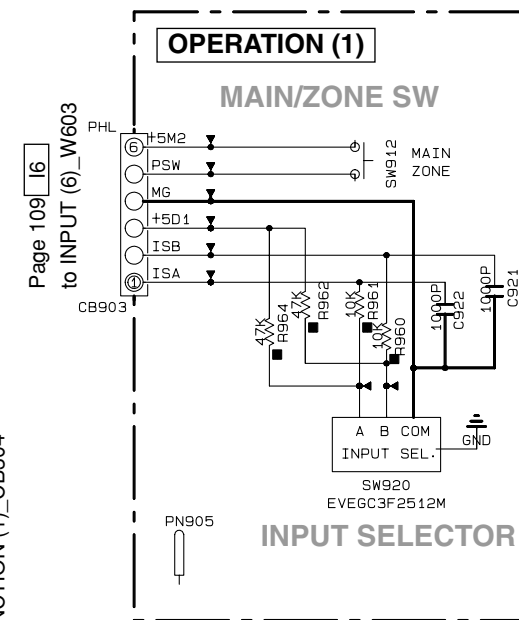 OPERATION (1)
MAIN/ZONE SW
PHL
Page 109 I6
to INPUT (6)_W603
6
+5M2
PSW
MG
+5D1
ISB
ISA
1
CB903
SW912
MAIN
ZONE
47K
R964
47K
R962
10K
R961
10K
R960
1000P
C922
1000P
C921
A B COM
INPUT SEL.
GND
SW920
EVEGC3F2512M
PN905
INPUT SELECTOR